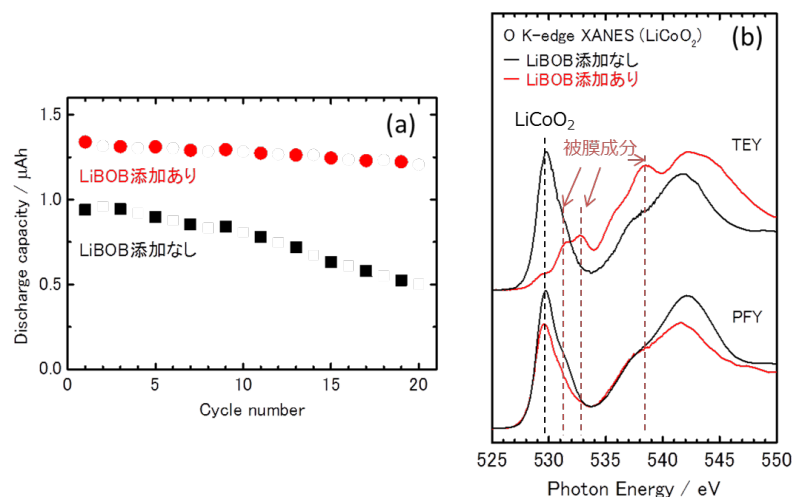 (a)
1.5
1.0
0.5
0.0
0
5
10
15
20
LiBOB添加あり
LiBOB添加なし
Discharge capacity / μAh
Cycle number
(b)
O K-edge XANES (LiCoO2)
LiBOB添加なし
LiBOB添加あり
LiCoO2
被膜成分
TEY
PFY
525
530
535
540
545
550
Photon Energy / eV